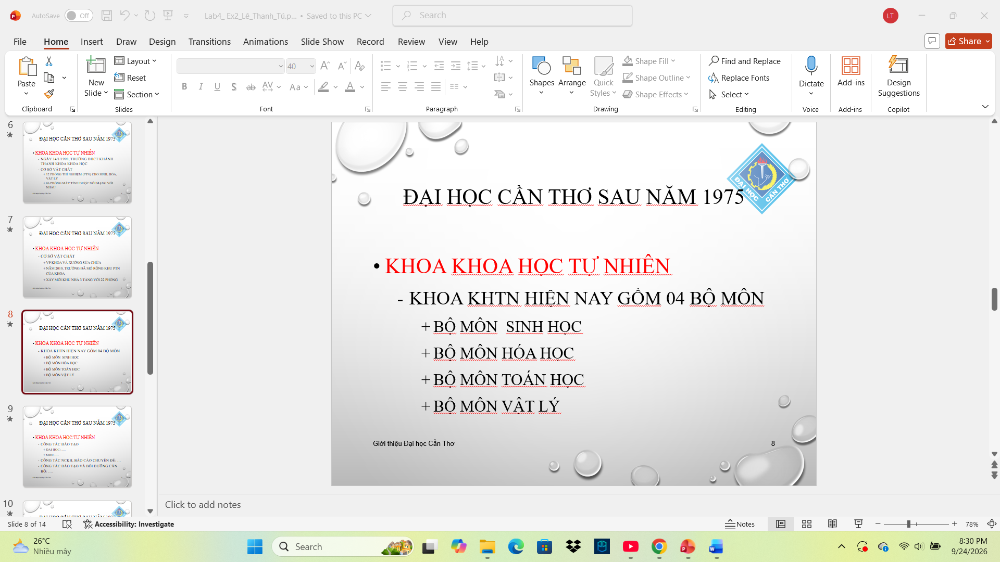 AutoSave Off Lab4_ Ex2_Lê_Thanh_Tú.p... • Saved to this PC Search LT
File Home Insert Draw Design Transitions Animations Slide Show Record Review View Help Share
Paste
New Slide
Layout
Reset
Section
40
B I U S ab AV Aa A
Shapes Arrange Quick Styles
Shape Fill
Shape Outline
Shape Effects
Find and Replace
Replace Fonts
Select
Dictate
Add-ins
Design Suggestions
Clipboard Slides Font Paragraph Drawing Editing Voice Add-ins Copilot
6
ĐẠI HỌC CẦN THƠ SAU NĂM 1975
• KHOA KHOA HỌC TỰ NHIÊN
- NGÀY 14/1/1998, TRƯỜNG ĐHCT KHÁNH
THÀNH KHOA KHOA HỌC
- CƠ SỞ VẬT CHẤT
+ 12 PHÒNG THÍ NGHIỆM (PTN) CHO SINH, HÓA,
VẬT LÝ
+ 06 PHÒNG MÁY TÍNH ĐƯỢC NỐI MẠNG VỚI
NHAU
7
ĐẠI HỌC CẦN THƠ SAU NĂM 1975
• KHOA KHOA HỌC TỰ NHIÊN
- CƠ SỞ VẬT CHẤT
+ VP KHOA VÀ XƯỞNG SỬA CHỮA
+ NĂM 2010, TRƯỜNG ĐÃ MỞ RỘNG KHU PTN
CỦA KHOA
+ XÂY MỚI KHU NHÀ 3 TẦNG VỚI 22 PHÒNG
8
ĐẠI HỌC CẦN THƠ SAU NĂM 1975
• KHOA KHOA HỌC TỰ NHIÊN
- KHOA KHTN HIỆN NAY GỒM 04 BỘ MÔN
+ BỘ MÔN SINH HỌC
+ BỘ MÔN HÓA HỌC
+ BỘ MÔN TOÁN HỌC
+ BỘ MÔN VẬT LÝ
9
ĐẠI HỌC CẦN THƠ SAU NĂM 1975
• KHOA KHOA HỌC TỰ NHIÊN
- CÔNG TÁC ĐÀO TẠO
+ ĐẠI HỌC: ....
+ SĐH: ....
- CÔNG TÁC NCKH, BÁO CÁO CHUYÊN ĐỀ: ...
- CÔNG TÁC ĐÀO TẠO VÀ BỒI DƯỠNG CÁN
BỘ: .....
10
ĐẠI HỌC CẦN THƠ SAU NĂM 1975
ĐẠI HỌC CẦN THƠ
ĐẠI HỌC CẦN THƠ SAU NĂM 1975
• KHOA KHOA HỌC TỰ NHIÊN
- KHOA KHTN HIỆN NAY GỒM 04 BỘ MÔN
+ BỘ MÔN  SINH HỌC
+ BỘ MÔN HÓA HỌC
+ BỘ MÔN TOÁN HỌC
+ BỘ MÔN VẬT LÝ
Giới thiệu Đại học Cần Thơ 8
Click to add notes
Slide 8 of 14 Accessibility: Investigate Notes 78%
26°C
Nhiều mây
Search
8:30 PM
9/24/2026